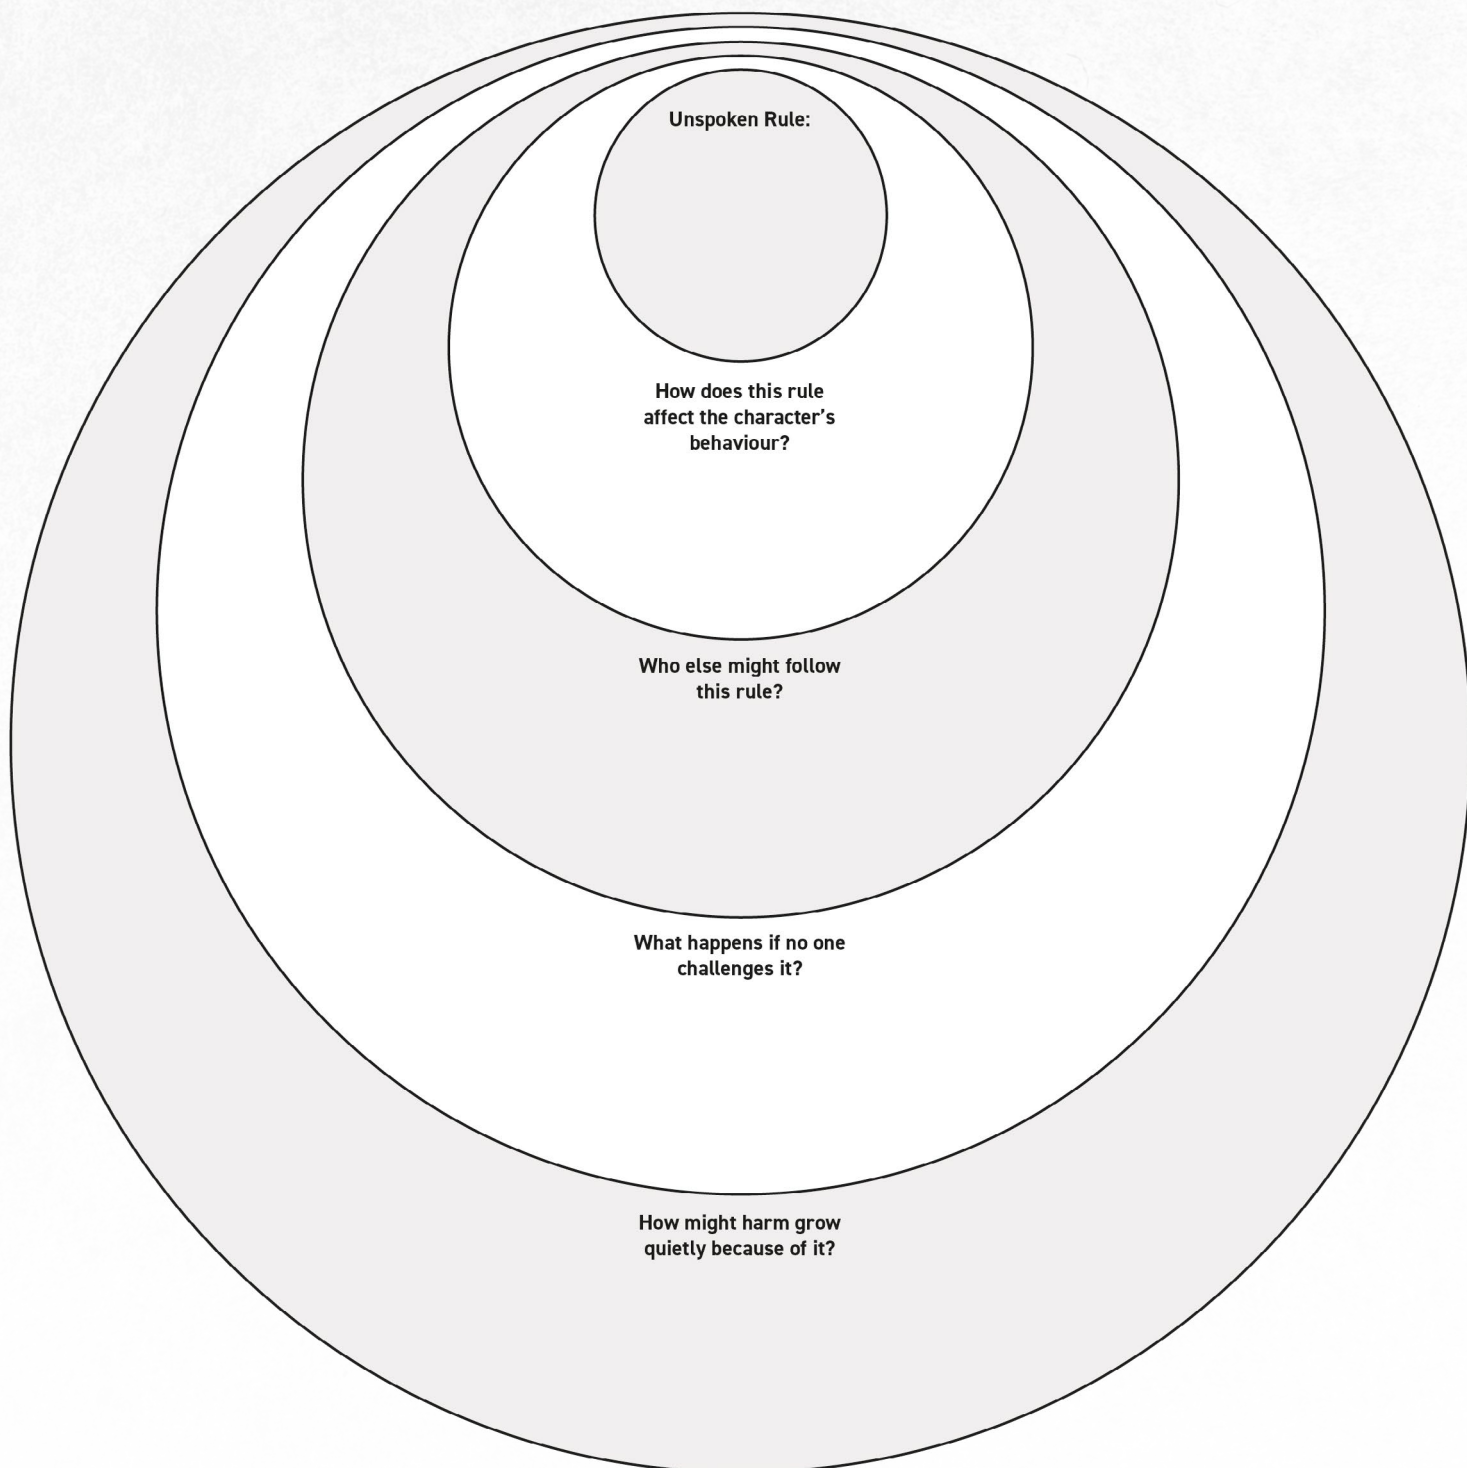 Unspoken Rule:
How does this rule
affect the character’s
behaviour?
Who else might follow
this rule?
What happens if no one
challenges it?
How might harm grow
quietly because of it?